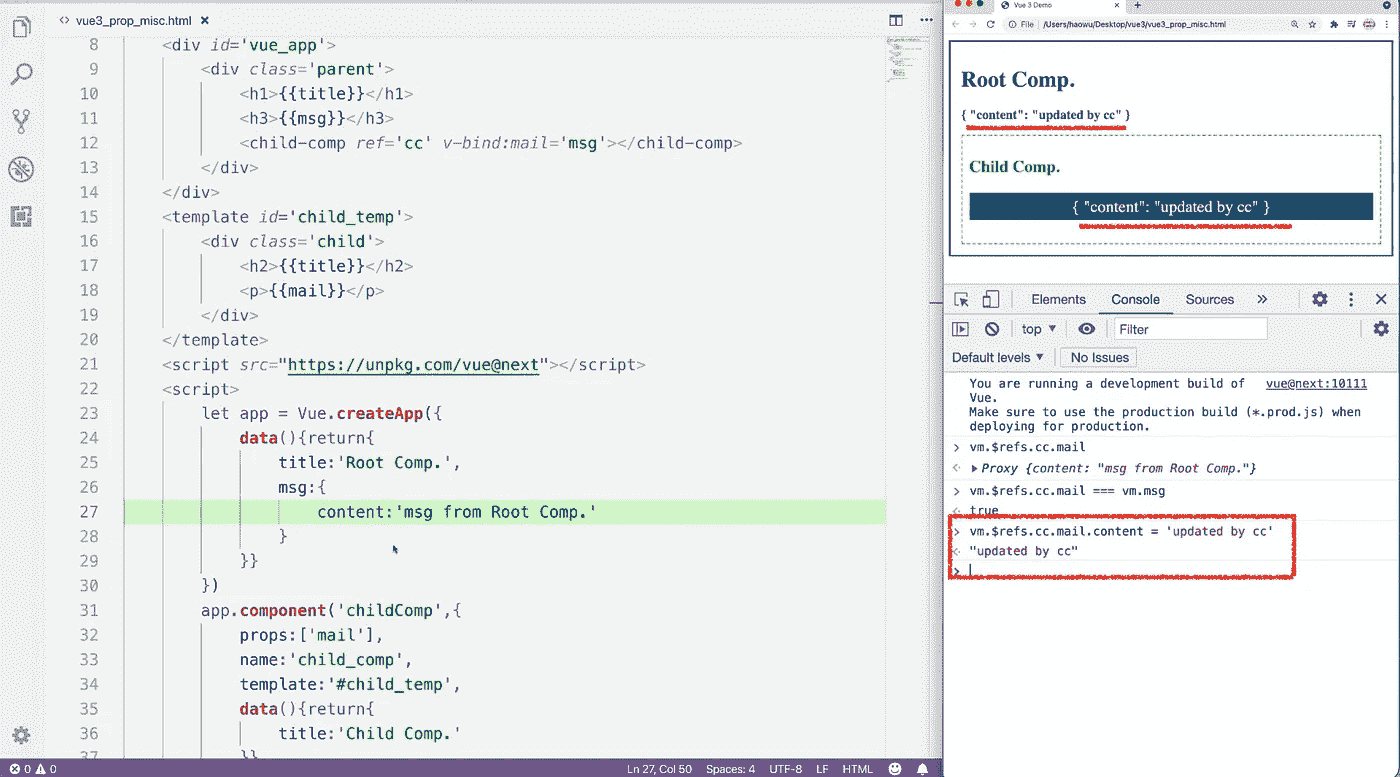 vue3_prop_misc.html ×
8 <div id='vue_app'>
9 <div class='parent'>
10 <h1>{{title}}</h1>
11 <h3>{{msg}}</h3>
12 <child-comp ref='cc' v-bind:mail='msg'></child-comp>
13 </div>
14 </div>
15 <template id='child_temp'>
16 <div class='child'>
17 <h2>{{title}}</h2>
18 <p>{{mail}}</p>
19 </div>
20 </template>
21 <script src="https://unpkg.com/vue@next"></script>
22 <script>
23 let app = Vue.createApp({
24 data(){return{
25 title:'Root Comp.',
26 msg:{
27 content:'msg from Root Comp.'
28 }
29 }}
30 })
31 app.component('childComp',{
32 props:['mail'],
33 name:'child_comp',
34 template:'#child_temp',
35 data(){return{
36 title:'Child Comp.'
37 }}
0 0 Ln 27, Col 50 Spaces: 4 UTF-8 LF HTML
Vue 3 Demo
File | /Users/haowu/Desktop/vue3/vue3_prop_misc.html
Root Comp.
{ "content": "updated by cc" }
Child Comp.
{ "content": "updated by cc" }
Elements Console Sources »
top Filter
Default levels No Issues
You are running a development build of vue@next:10111
Vue.
Make sure to use the production build (*.prod.js) when
deploying for production.
> vm.$refs.cc.mail
Proxy {content: "msg from Root Comp."}
> vm.$refs.cc.mail === vm.msg
true
> vm.$refs.cc.mail.content = 'updated by cc'
"updated by cc"
>